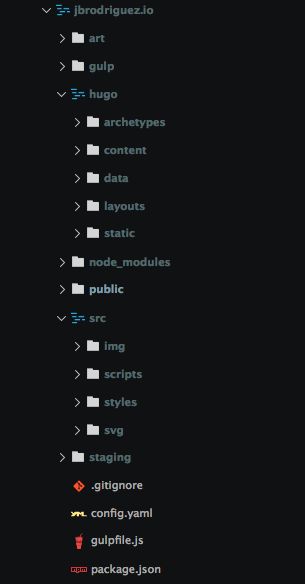 jbrodriguez.io
art
gulp
hugo
archetypes
content
data
layouts
static
node_modules
public
src
img
scripts
styles
svg
staging
.gitignore
config.yaml
gulpfile.js
package.json